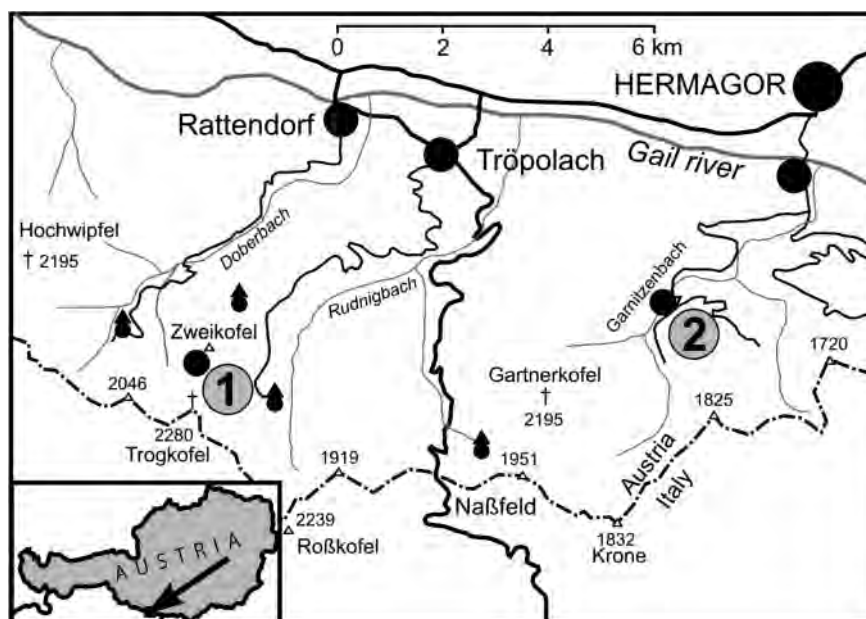 0 2 4 6 km
HERMAGOR
Rattendorf
Tröpolach
Gail river
Hochwipfel
† 2195
Doberbach
Rudnigbach
Garnitzenbach
Zweikofel
1
2
1720
2046
Gartnerkofel
†
2195
1825
†
2280
Trogkofel
1919
1951
Austria
Italy
Naßfeld
2239
Roßkofel
1832
Krone
AUSTRIA